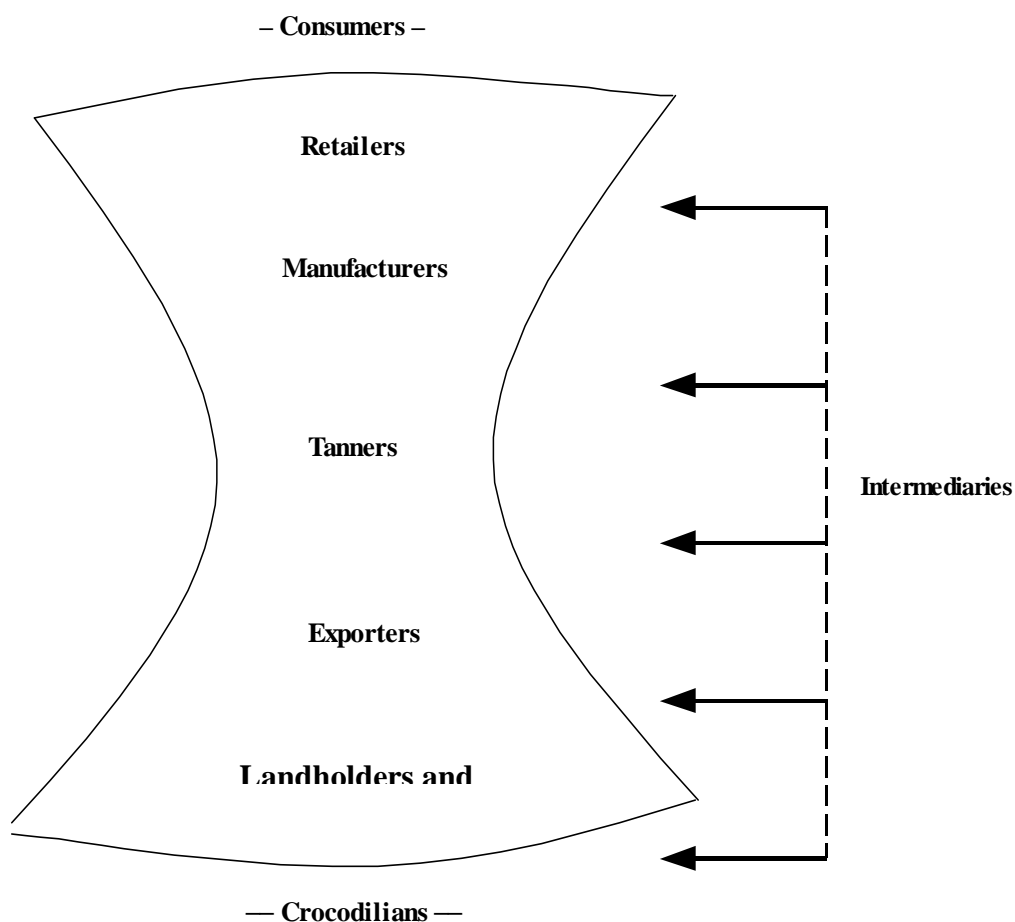 – Consumers –
Retailers
Manufacturers
Tanners
Intermediaries
Exporters
Landholders and
— Crocodilians —